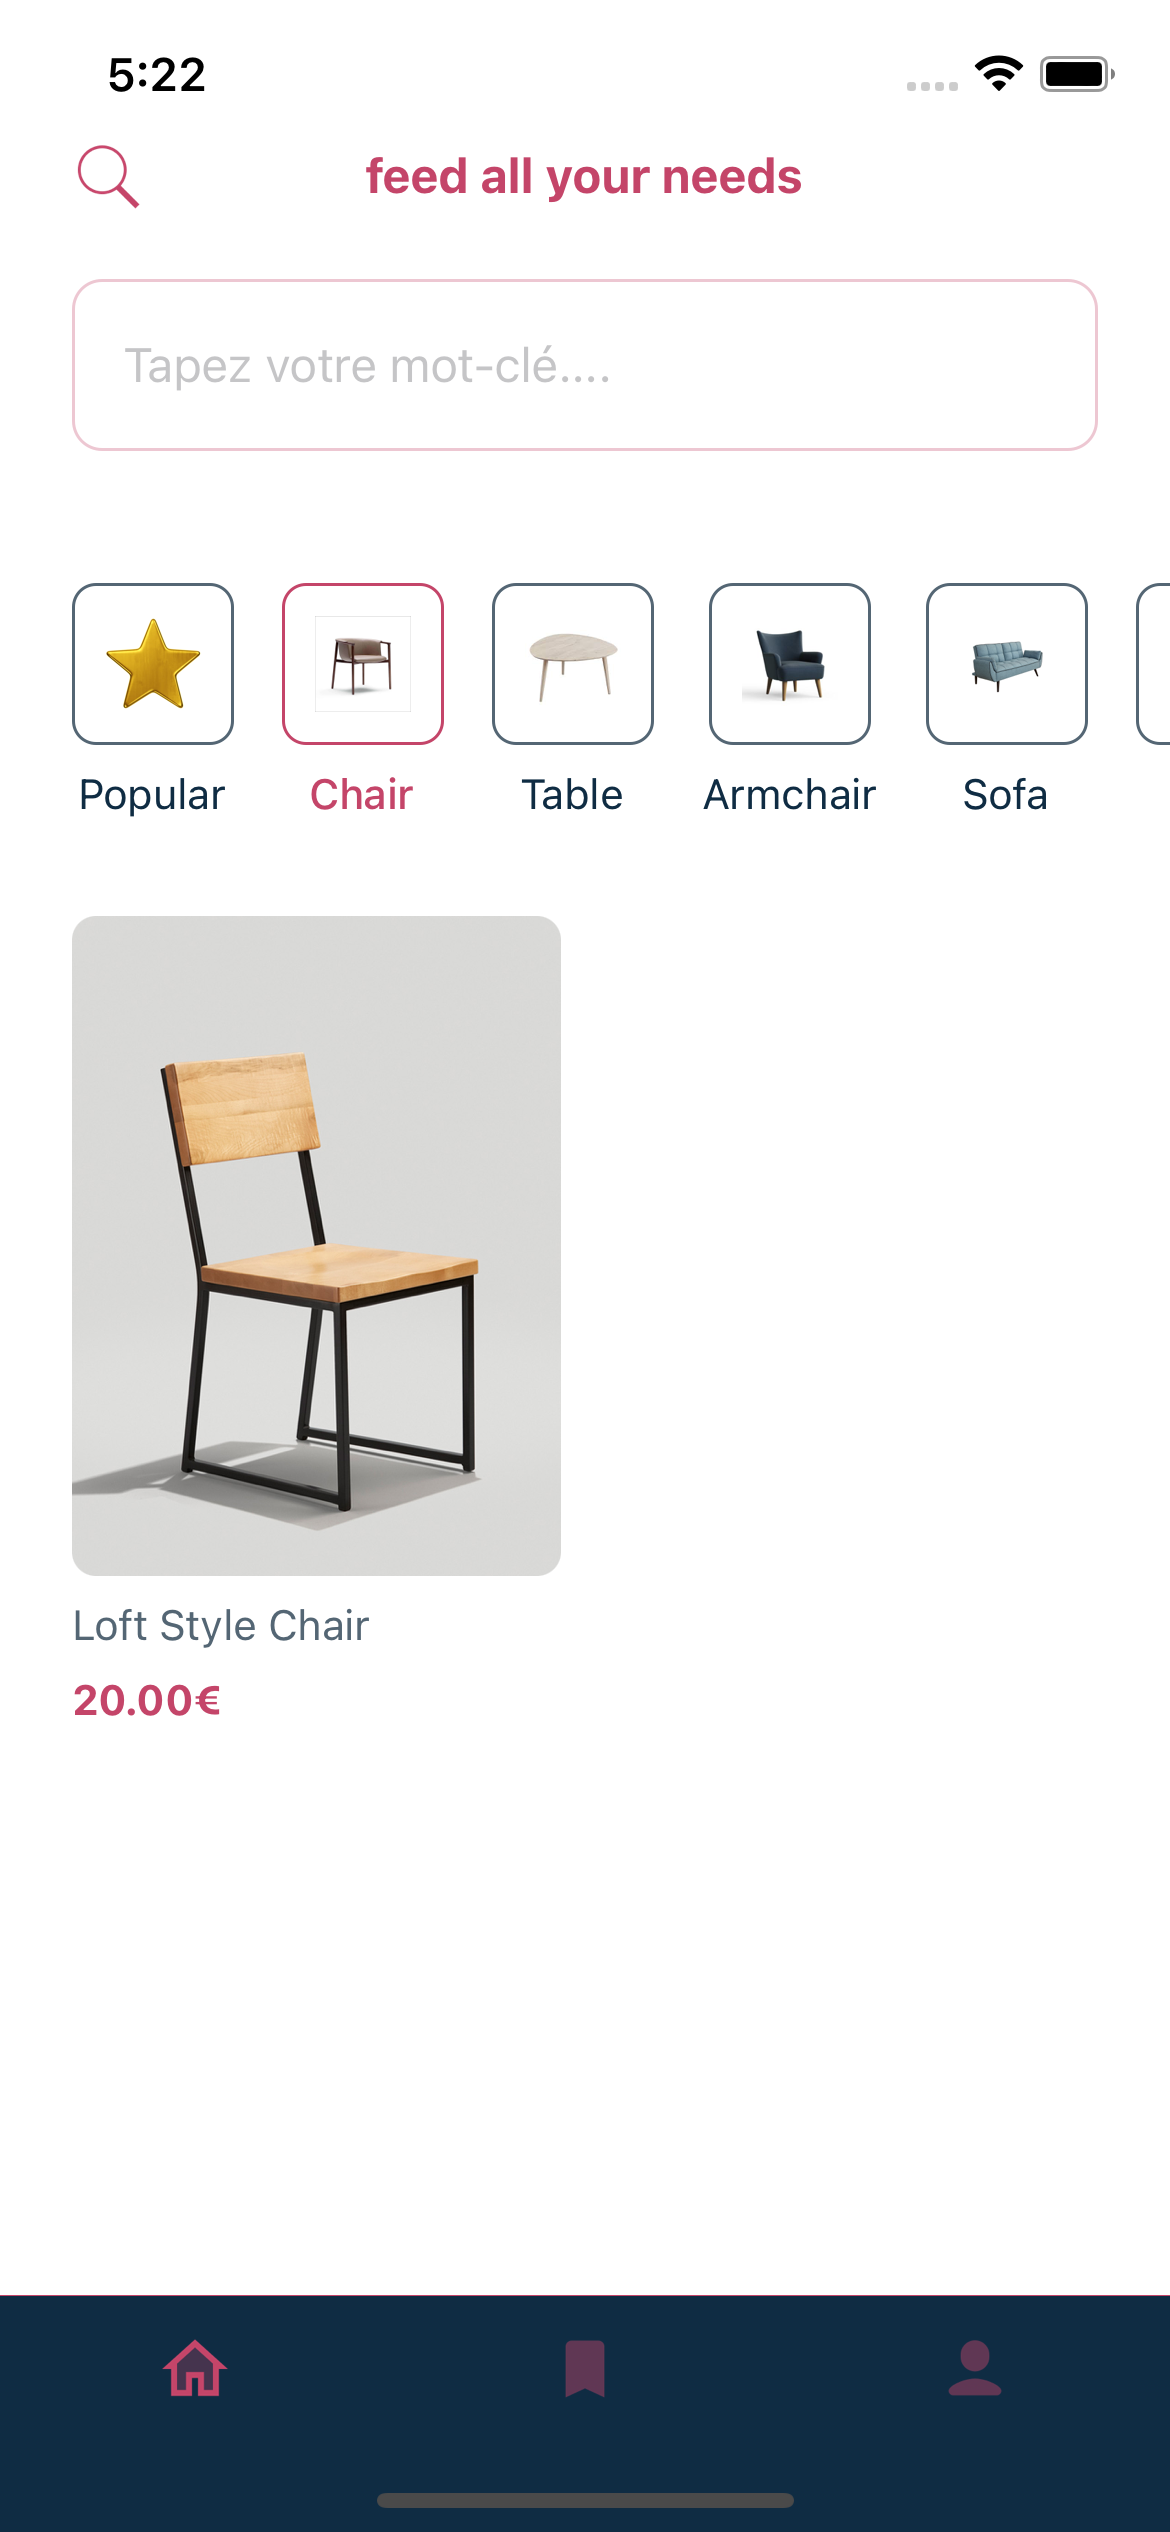 5:22
feed all your needs
Tapez votre mot-clé....
Popular
Chair
Table
Armchair
Sofa
Loft Style Chair
20.00€